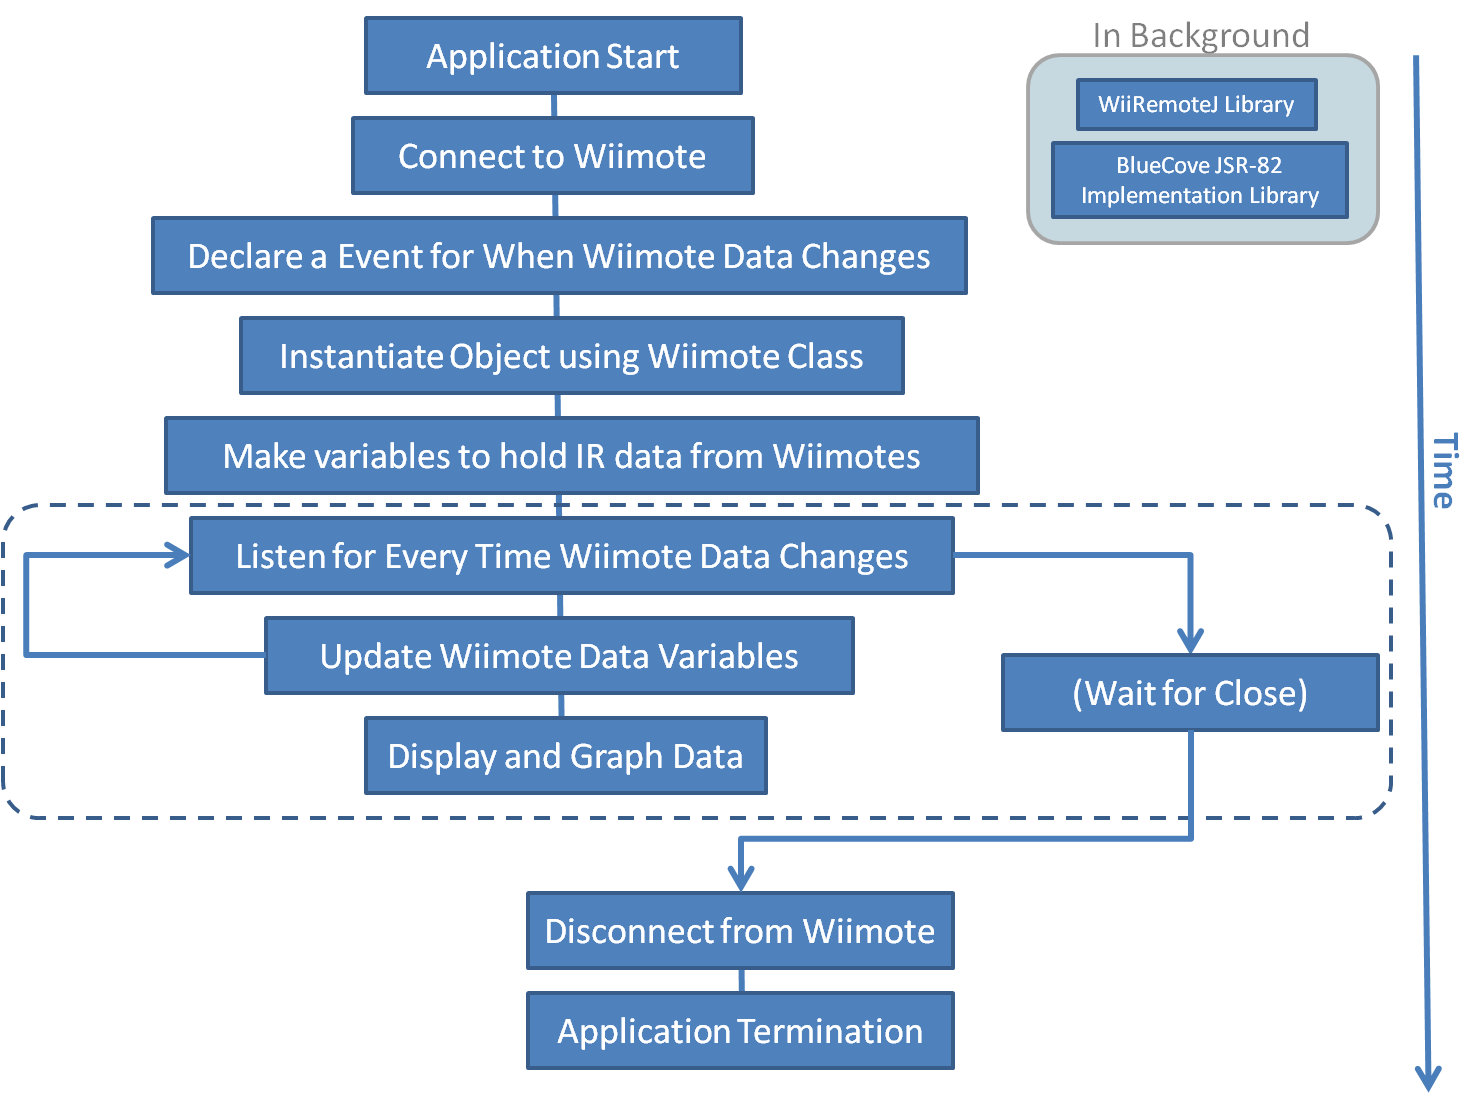 Application Start
Connect to Wiimote
Declare a Event for When Wiimote Data Changes
Instantiate Object using Wiimote Class
Make variables to hold IR data from Wiimotes
Listen for Every Time Wiimote Data Changes
Update Wiimote Data Variables
Display and Graph Data
(Wait for Close)
Disconnect from Wiimote
Application Termination
In Background
WiiRemoteJ Library
BlueCove JSR-82
Implementation Library
Time